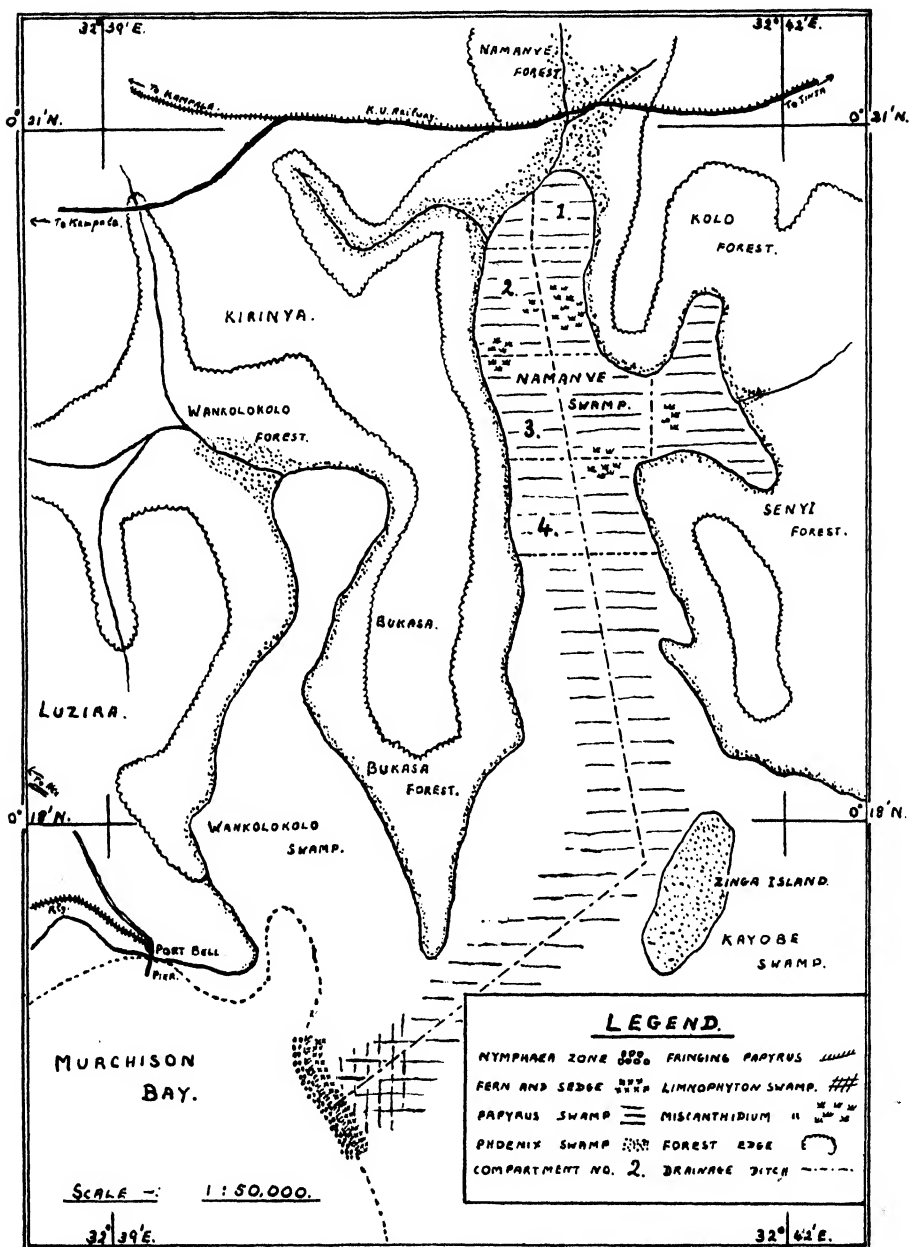 32° 39'E.
32° 42'E.
NAMANVE
FOREST.
TO KAMPALA.
K.U. RAILWAY.
TO JINJA
0° 21'N.
0° 21'N.
TO KAMPALA.
1.
KOLO
FOREST.
2.
KIRINYA.
NAMANVE
SWAMP.
WANKOLOKOLO
FOREST.
3.
SENYI
FOREST.
4.
BUKASA.
LUZIRA.
BUKASA
FOREST.
0° 18'N.
0° 18'N.
WANKOLOKOLO
SWAMP.
ZINGA ISLAND.
KAYOBE
SWAMP.
RLY.
PORT BELL
PIER.
MURCHISON
BAY.
LEGEND.
NYMPHAEA ZONE FRINGING PAPYRUS
FERN AND SEDGE LIMNOPHYTON SWAMP.
PAPYRUS SWAMP MISCANTHIDIUM "
PHOENIX SWAMP FOREST EDGE
COMPARTMENT NO. 2. DRAINAGE DITCH
SCALE -: 1:50,000.
32° 39'E.
32° 42'E.